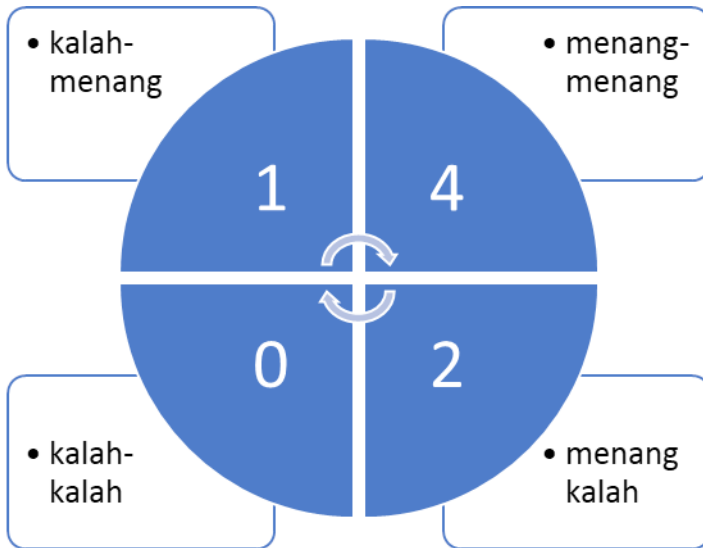 • kalah-
menang
• menang-
menang
1
4
0
2
• kalah-
kalah
• menang
kalah